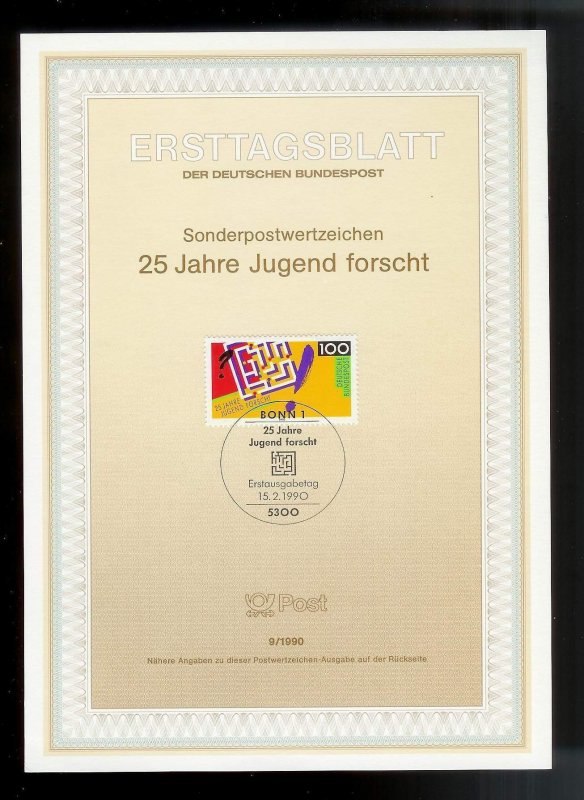 ERSTTAGSBLATT
DER DEUTSCHEN BUNDESPOST
Sonderpostwertzeichen
25 Jahre Jugend forscht
100
DEUTSCHE
BUNDESPOST
25 JAHRE
JUGEND FORSCHT
BONN 1
25 Jahre
Jugend forscht
Erstausgabetag
15.2.1990
5300
Post
9/1990
Nähere Angaben zu dieser Postwertzeichen-Ausgabe auf der Rückseite